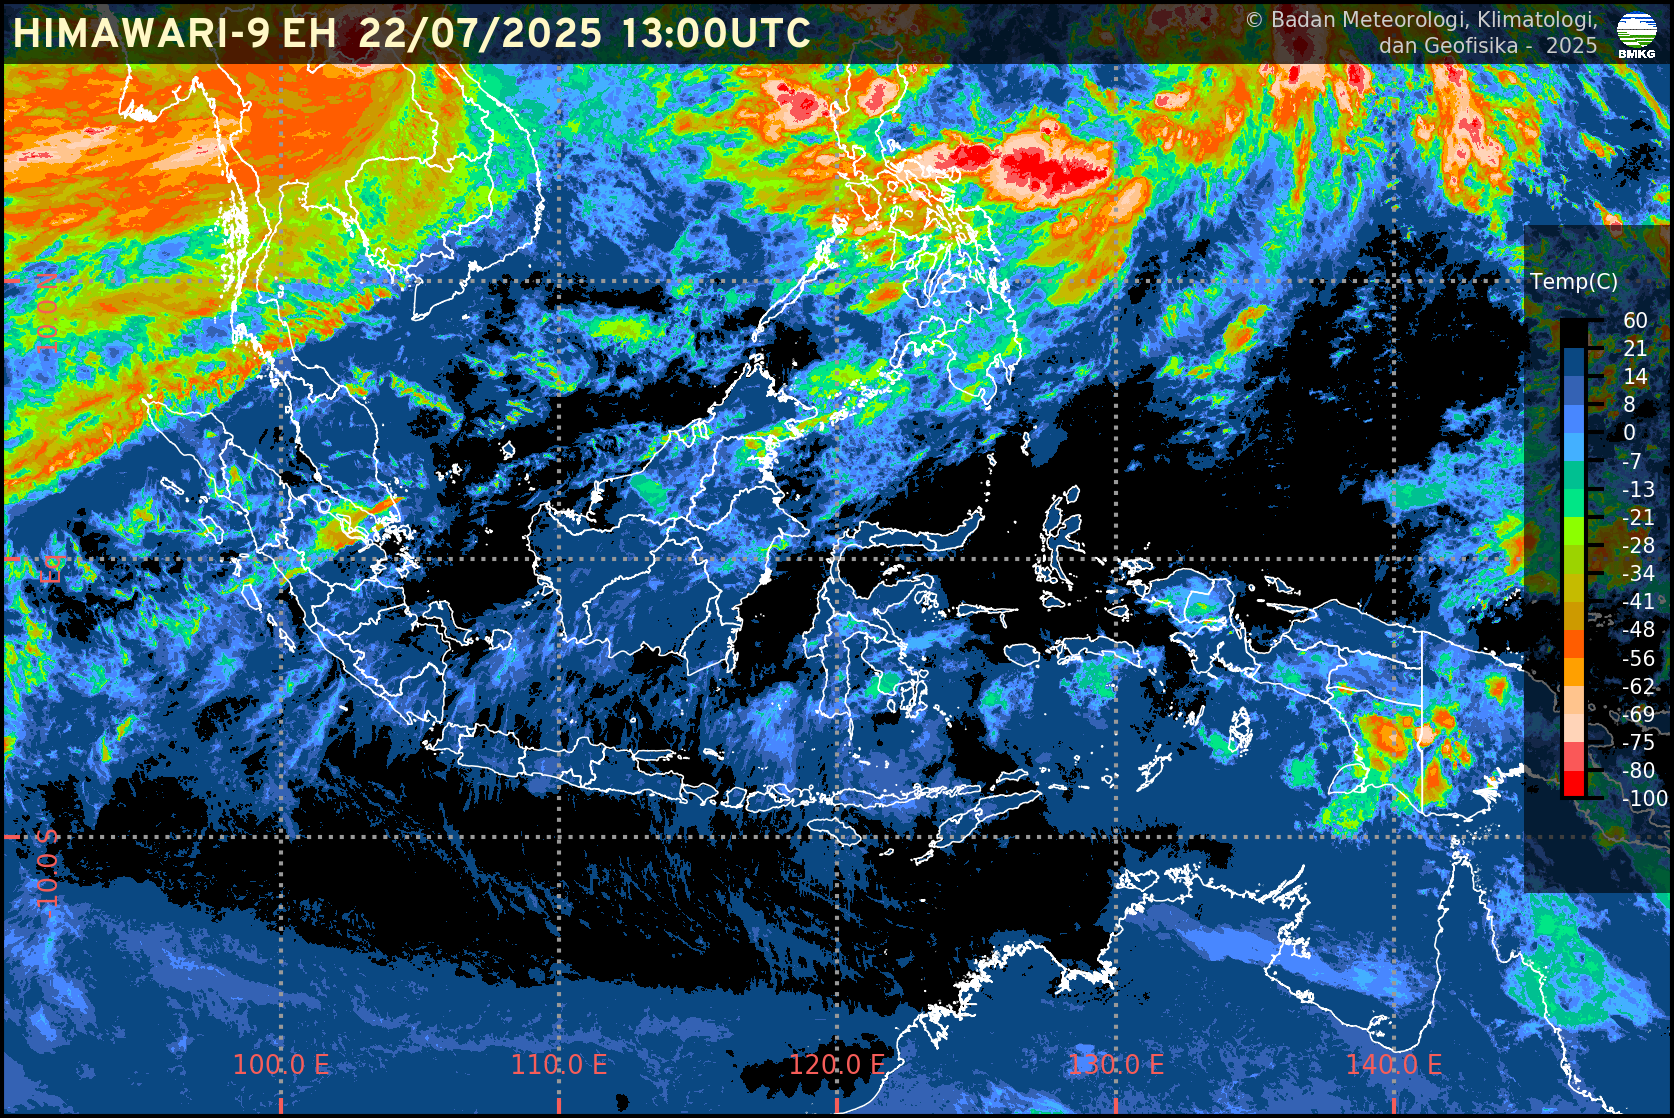 HIMAWARI-9 EH 22/07/2025 13:00UTC
© Badan Meteorologi, Klimatologi,
dan Geofisika - 2025
BMKG
Temp(C)
60
21
14
8
0
-7
-13
-21
-28
-34
-41
-48
-56
-62
-69
-75
-80
-100
10.0 N
Eq
-10.0 S
100.0 E
110.0 E
120.0 E
130.0 E
140.0 E